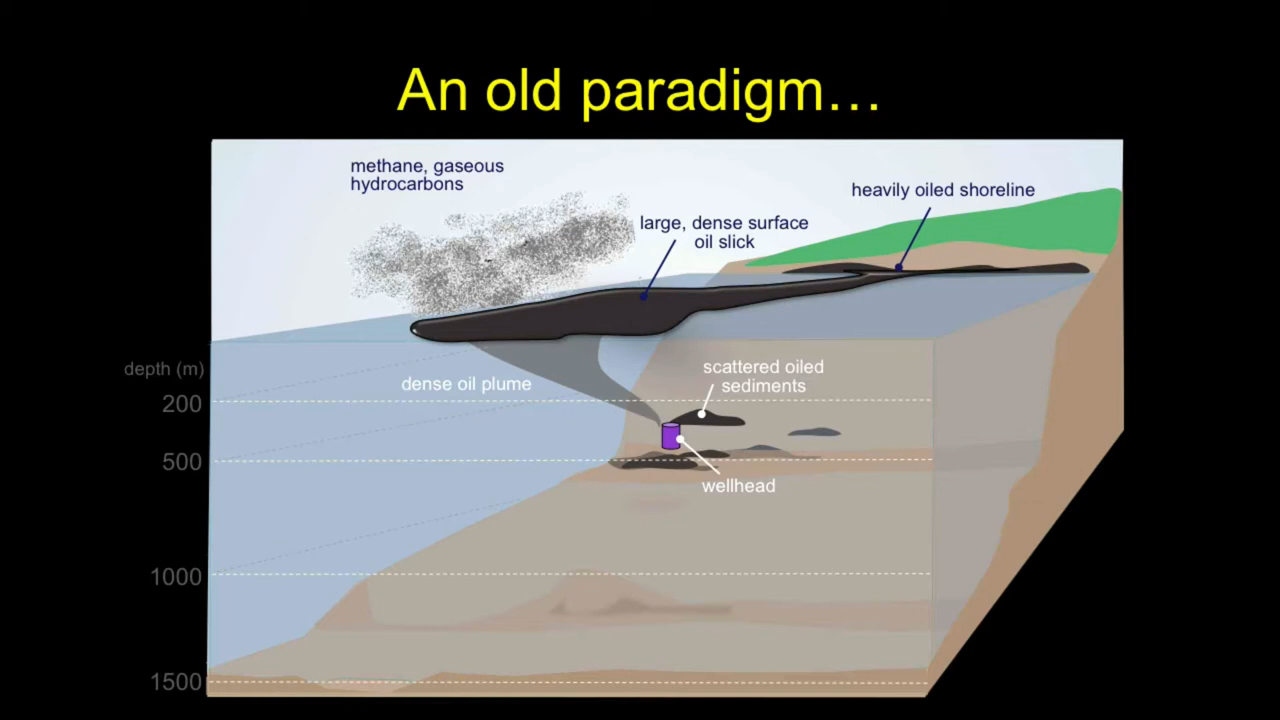 An old paradigm…
methane, gaseous
hydrocarbons
heavily oiled shoreline
large, dense surface
oil slick
depth (m)
scattered oiled
sediments
dense oil plume
200
500
wellhead
1000
1500